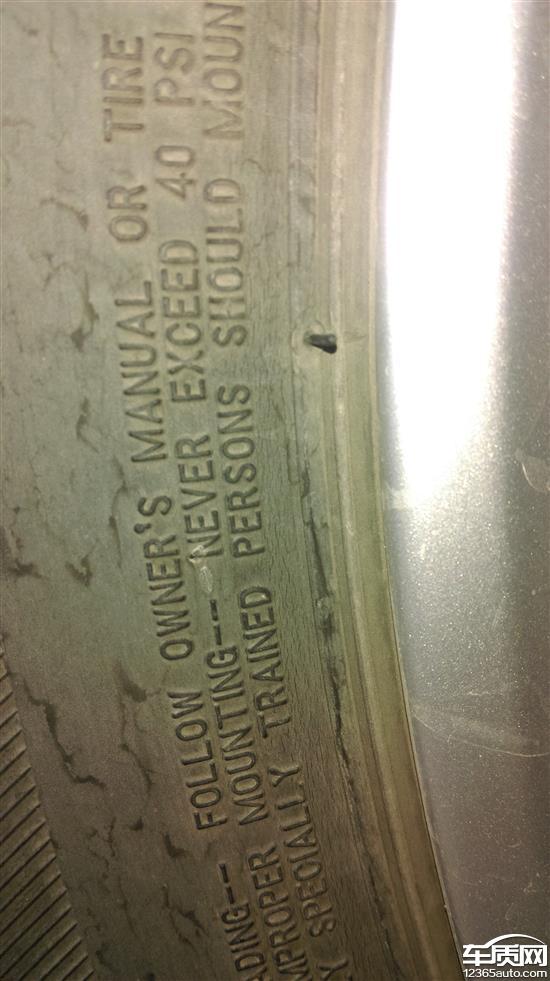 ADING-- FOLLOW OWNER'S MANUAL OR TIRE
MPROPER MOUNTING-- NEVER EXCEED 40 PSI
Y SPECIALLY TRAINED PERSONS SHOULD MOUN
车质网
12365auto.com